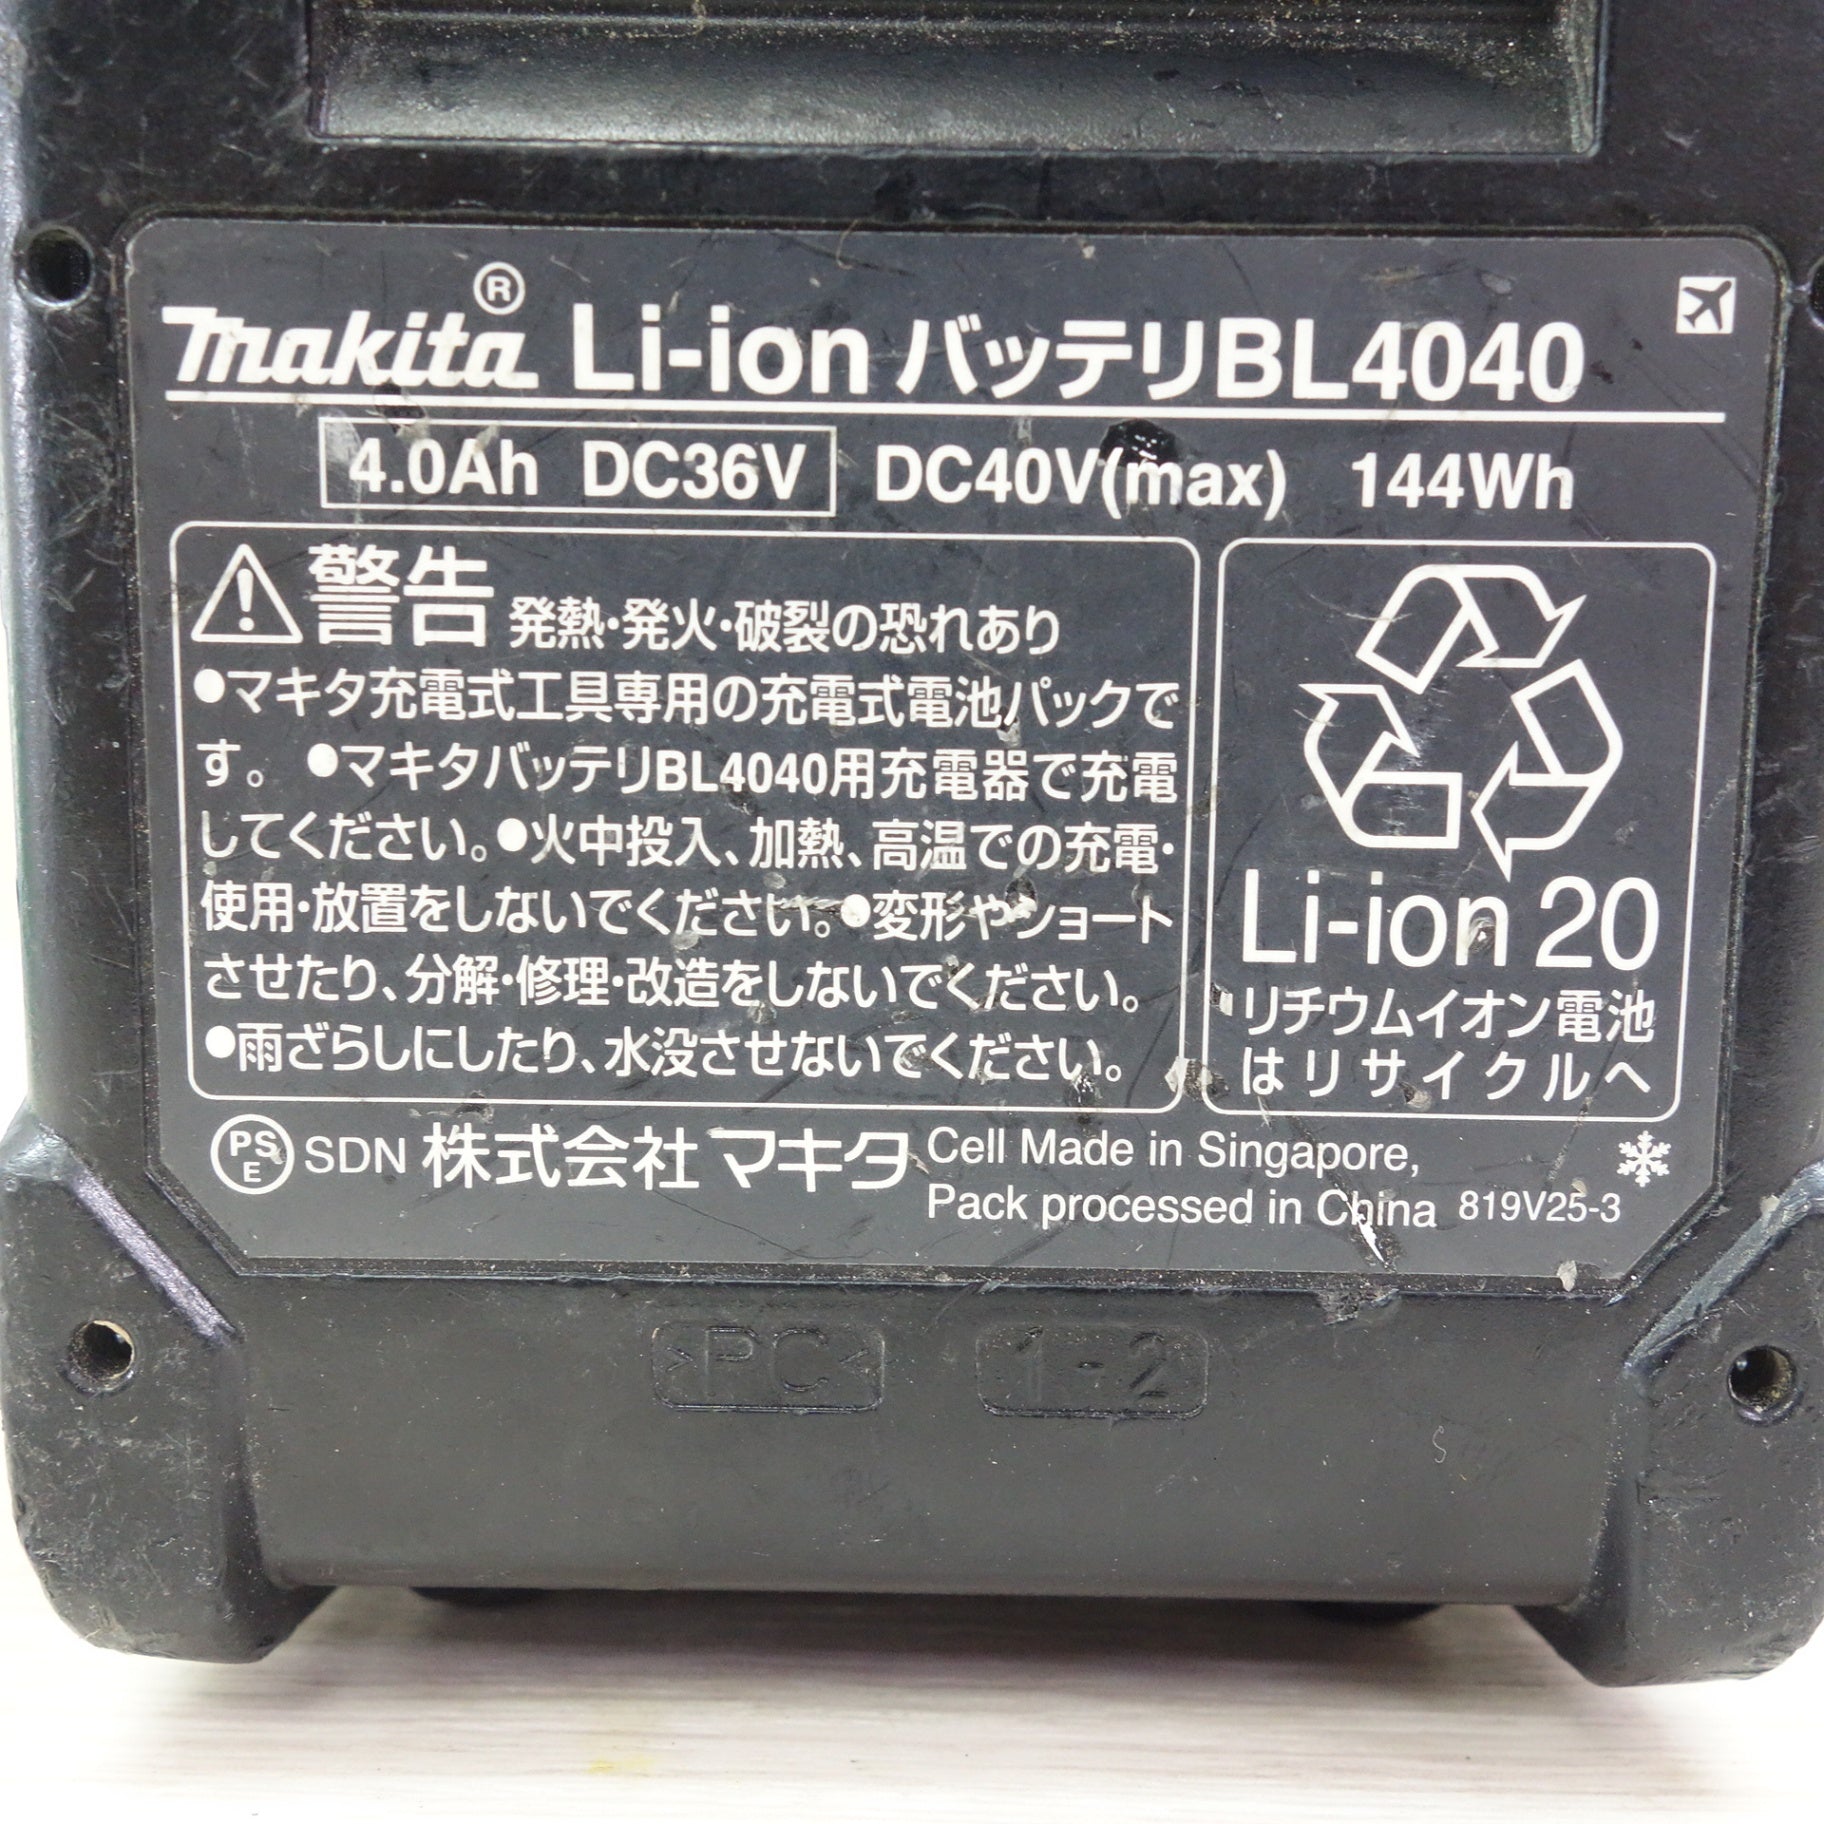 makita® Li-ion バッテリBL4040
4.0Ah DC36V DC40V(max) 144Wh
警告 発熱・発火・破裂の恐れあり
●マキタ充電式工具専用の充電式電池パックで
す。 ●マキタバッテリBL4040用充電器で充電
してください。●火中投入、加熱、高温での充電・
使用・放置をしないでください。●変形やショート
させたり、分解・修理・改造をしないでください。
●雨ざらしにしたり、水没させないでください。
Li-ion 20
リチウムイオン電池
はリサイクルへ
PSE SDN 株式会社マキタ
Cell Made in Singapore,
Pack processed in China 819V25-3
>PC< 1-2